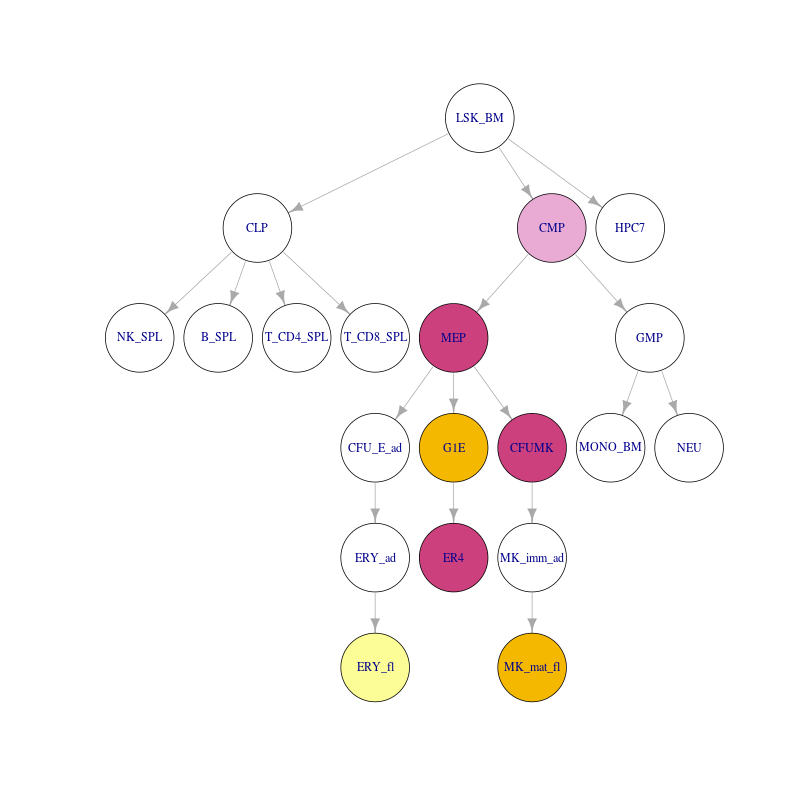 LSK_BM
CLP
CMP
HPC7
NK_SPL
B_SPL
T_CD4_SPL
T_CD8_SPL
MEP
GMP
CFU_E_ad
G1E
CFUMK
MONO_BM
NEU
ERY_ad
ER4
MK_imm_ad
ERY_fl
MK_mat_fl